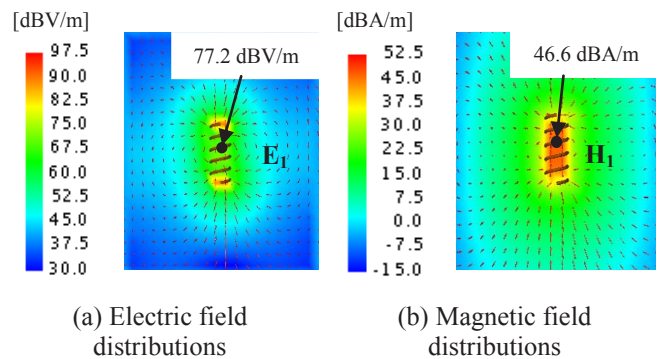 [dBV/m]
97.5
90.0
82.5
75.0
67.5
60.0
52.5
45.0
37.5
30.0
77.2 dBV/m
E1
[dBA/m]
52.5
45.0
37.5
30.0
22.5
15.0
7.5
0.0
-7.5
-15.0
46.6 dBA/m
H1
(a) Electric field
distributions
(b) Magnetic field
distributions